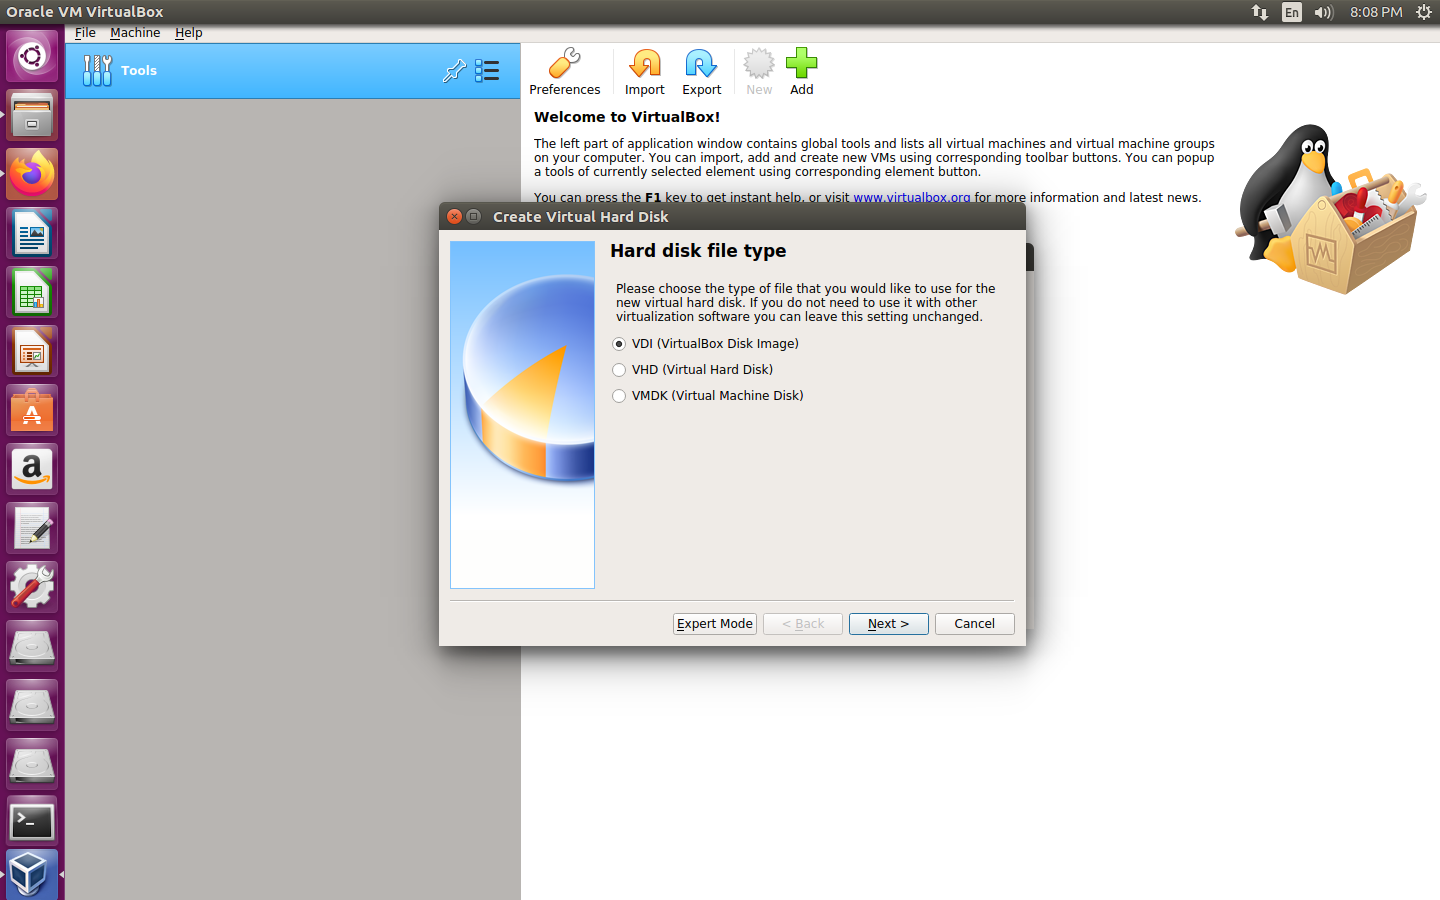 Oracle VM VirtualBox
En
8:08 PM
File Machine Help
Tools
Preferences
Import
Export
New
Add
Welcome to VirtualBox!
The left part of application window contains global tools and lists all virtual machines and virtual machine groups
on your computer. You can import, add and create new VMs using corresponding toolbar buttons. You can popup
a tools of currently selected element using corresponding element button.
You can press the F1 key to get instant help, or visit www.virtualbox.org for more information and latest news.
Create Virtual Hard Disk
Hard disk file type
Please choose the type of file that you would like to use for the
new virtual hard disk. If you do not need to use it with other
virtualization software you can leave this setting unchanged.
VDI (VirtualBox Disk Image)
VHD (Virtual Hard Disk)
VMDK (Virtual Machine Disk)
Expert Mode
< Back
Next >
Cancel